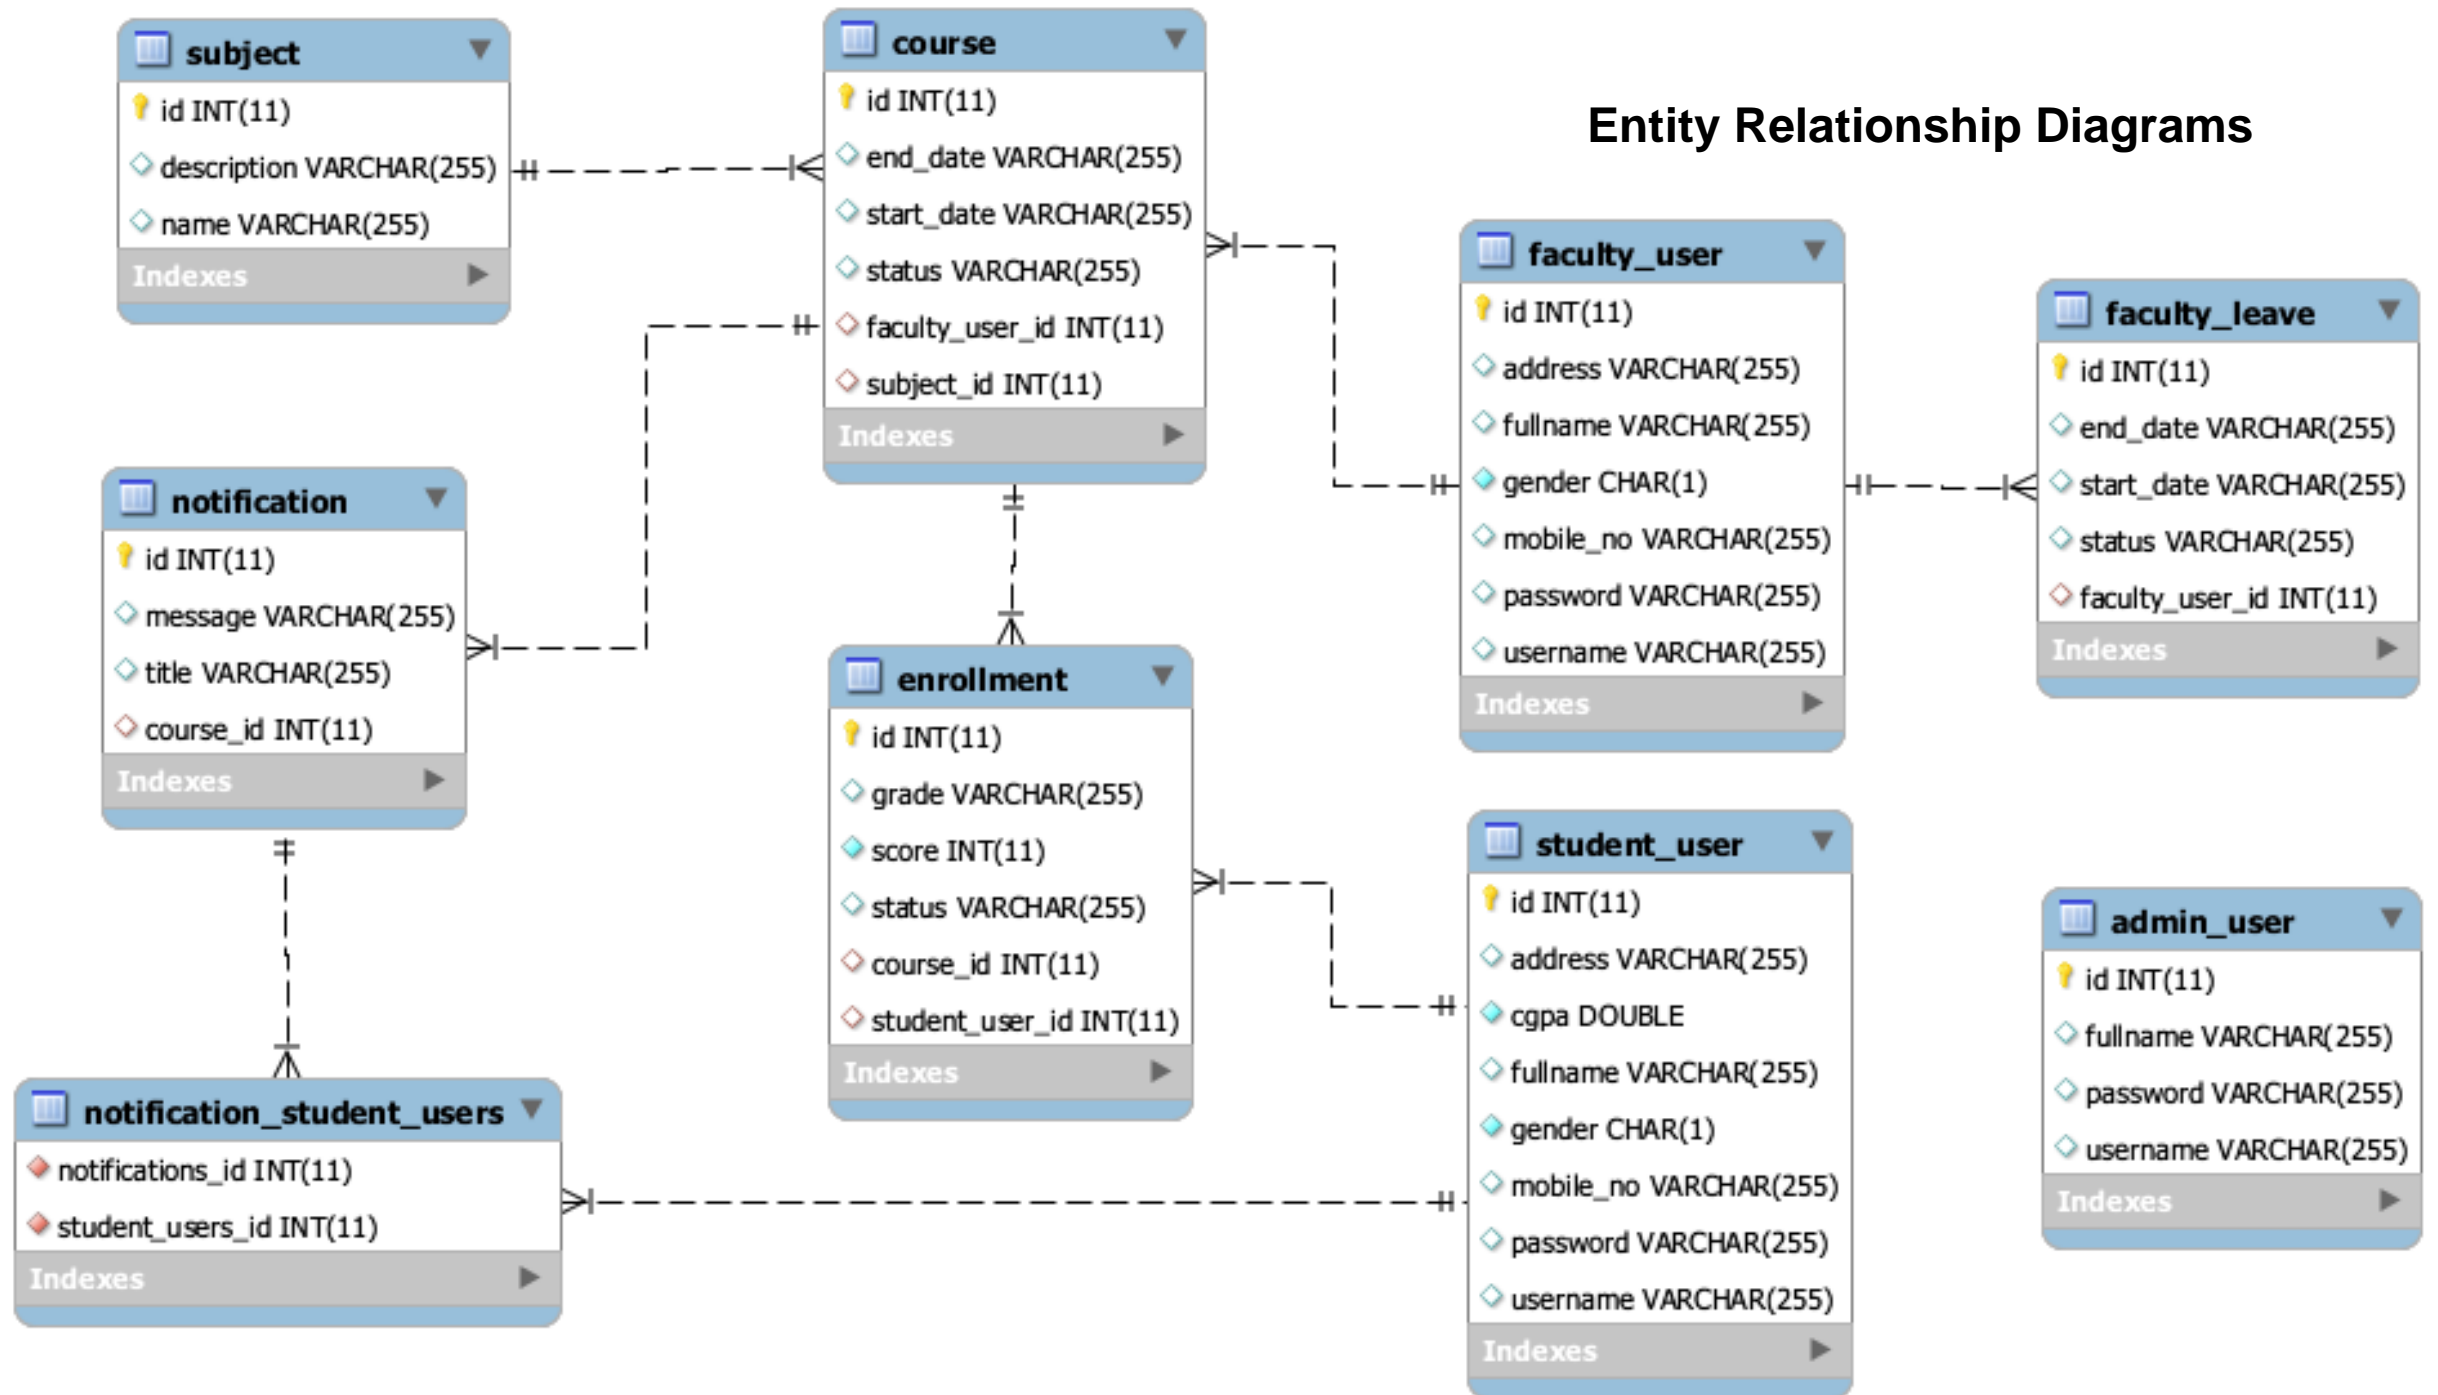 subject
id INT(11)
description VARCHAR(255)
name VARCHAR(255)
Indexes
course
id INT(11)
end_date VARCHAR(255)
start_date VARCHAR(255)
status VARCHAR(255)
faculty_user_id INT(11)
subject_id INT(11)
Indexes
Entity Relationship Diagrams
faculty_user
id INT(11)
address VARCHAR(255)
fullname VARCHAR(255)
gender CHAR(1)
mobile_no VARCHAR(255)
password VARCHAR(255)
username VARCHAR(255)
Indexes
faculty_leave
id INT(11)
end_date VARCHAR(255)
start_date VARCHAR(255)
status VARCHAR(255)
faculty_user_id INT(11)
Indexes
notification
id INT(11)
message VARCHAR(255)
title VARCHAR(255)
course_id INT(11)
Indexes
enrollment
id INT(11)
grade VARCHAR(255)
score INT(11)
status VARCHAR(255)
course_id INT(11)
student_user_id INT(11)
Indexes
student_user
id INT(11)
address VARCHAR(255)
cgpa DOUBLE
fullname VARCHAR(255)
gender CHAR(1)
mobile_no VARCHAR(255)
password VARCHAR(255)
username VARCHAR(255)
Indexes
admin_user
id INT(11)
fullname VARCHAR(255)
password VARCHAR(255)
username VARCHAR(255)
Indexes
notification_student_users
notifications_id INT(11)
student_users_id INT(11)
Indexes